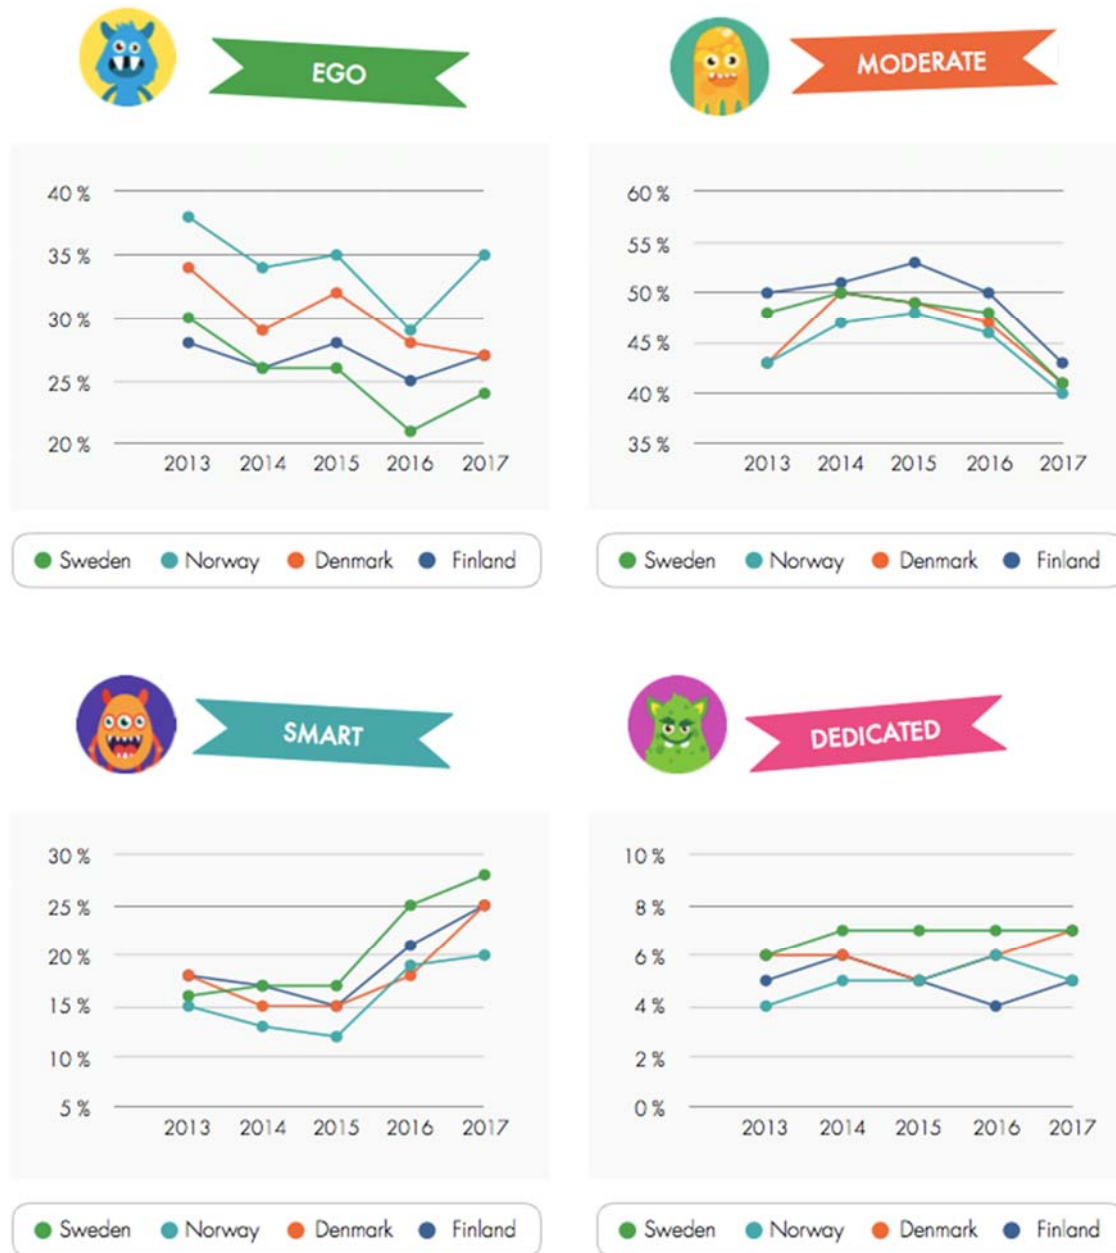 EGO
40 %
35 %
30 %
25 %
20 %
2013 2014 2015 2016 2017
Sweden Norway Denmark Finland
MODERATE
60 %
55 %
50 %
45 %
40 %
35 %
2013 2014 2015 2016 2017
Sweden Norway Denmark Finland
SMART
30 %
25 %
20 %
15 %
10 %
5 %
2013 2014 2015 2016 2017
Sweden Norway Denmark Finland
DEDICATED
10 %
8 %
6 %
4 %
2 %
0 %
2013 2014 2015 2016 2017
Sweden Norway Denmark Finland